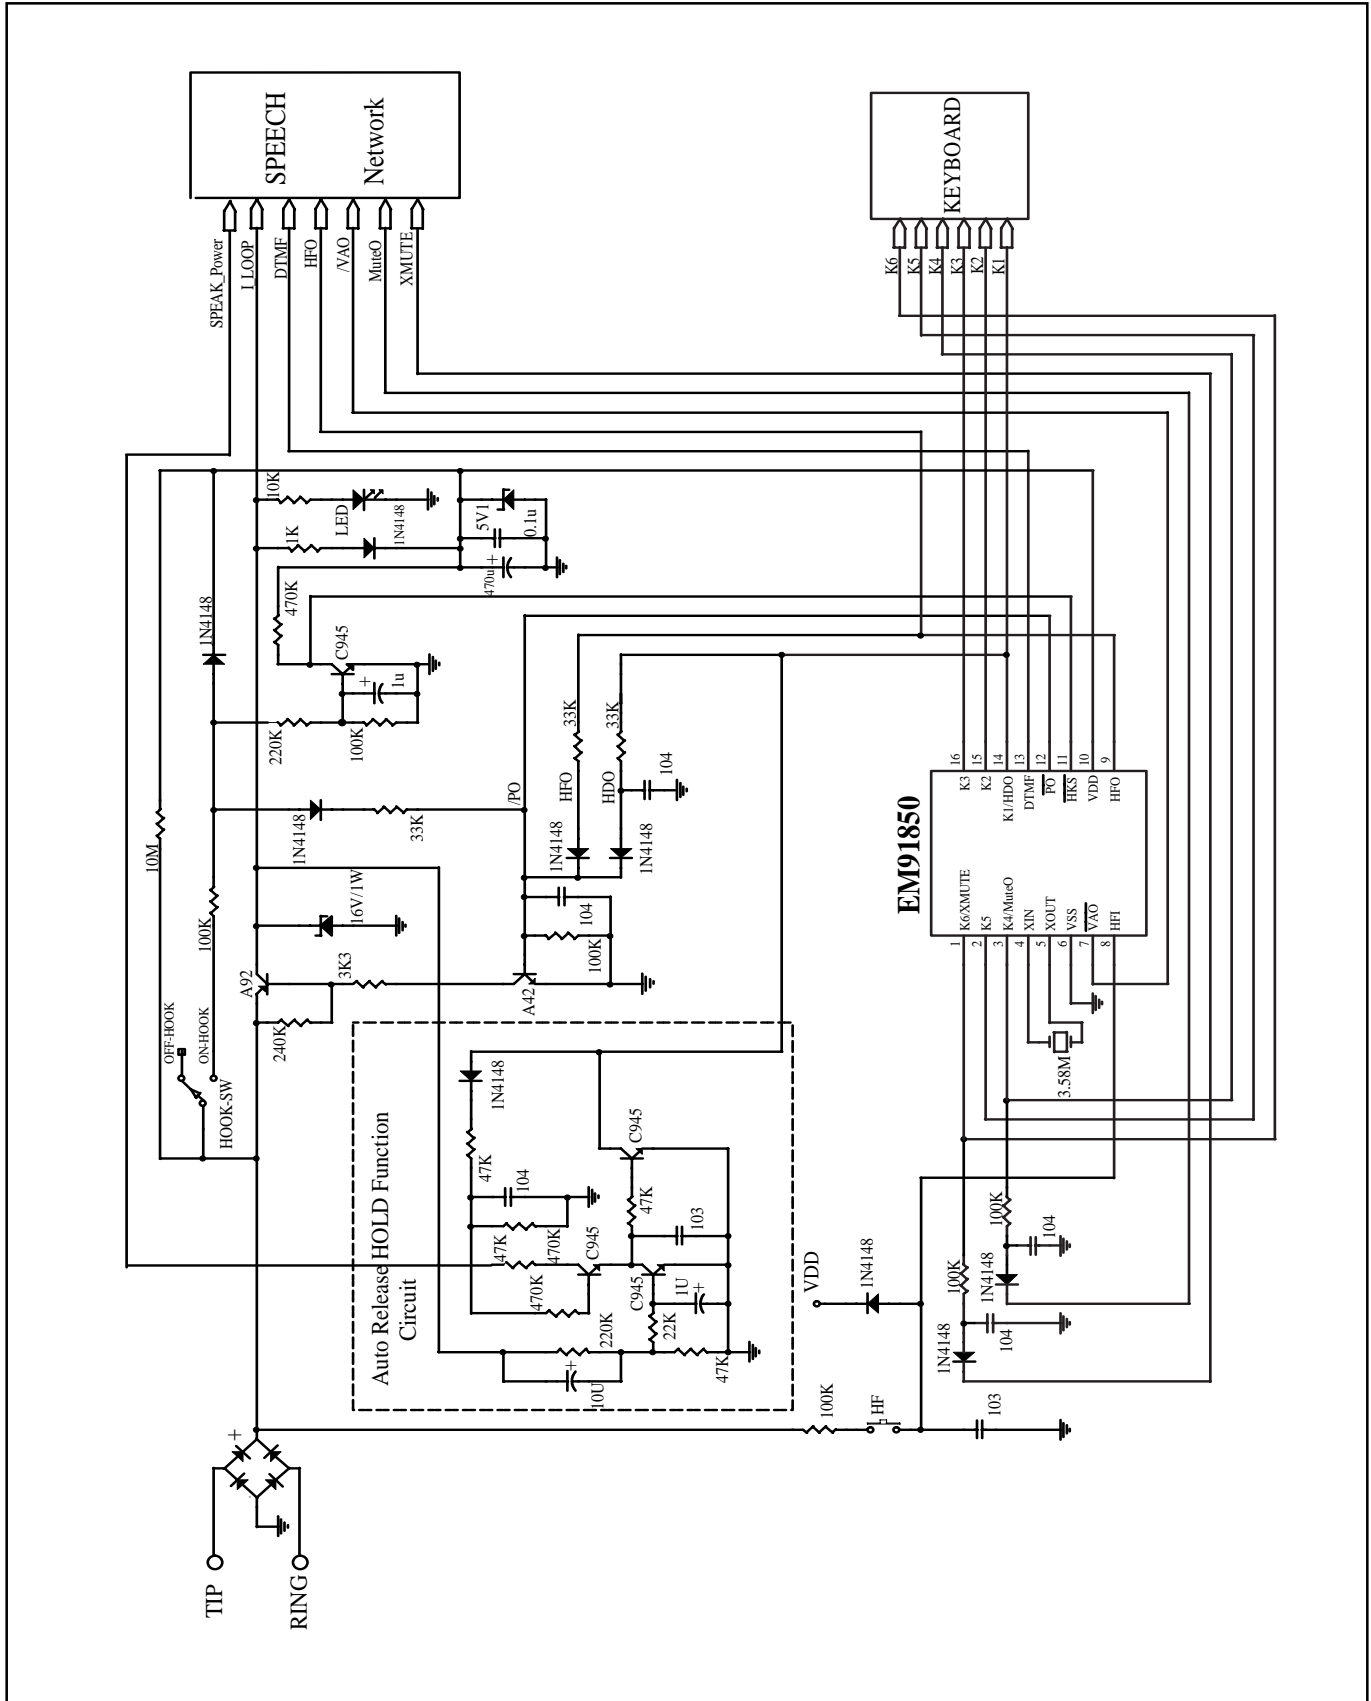 TIP
RING
+
HOOK-SW
OFF-HOOK
ON-HOOK
10M
100K
1N4148
240K
A92
3K3
16V/1W
1N4148
33K
220K
100K
C945
+
1u
470K
1K
10K
LED
1N4148
470u
+
5V1
0.1u
SPEAK_Power
I_LOOP
DTMF
HFO
/VAO
MuteO
XMUTE
SPEECH
Network
Auto Release HOLD Function
Circuit
10U
+
220K
47K
22K
1U
+
C945
470K
47K
C945
470K
104
47K
1N4148
47K
103
C945
A42
100K
104
/PO
1N4148
HFO
33K
1N4148
HDO
33K
104
100K
HF
103
VDD
1N4148
1N4148
104
100K
1N4148
104
100K
3.58M
EM91850
1
2
3
4
5
6
7
8
K6/XMUTE
K5
K4/MuteO
XIN
XOUT
VSS
VAO
HFI
K3
K2
K1/HDO
DTMF
PO
HKS
VDD
HFO
16
15
14
13
12
11
10
9
K6
K5
K4
K3
K2
K1
KEYBOARD